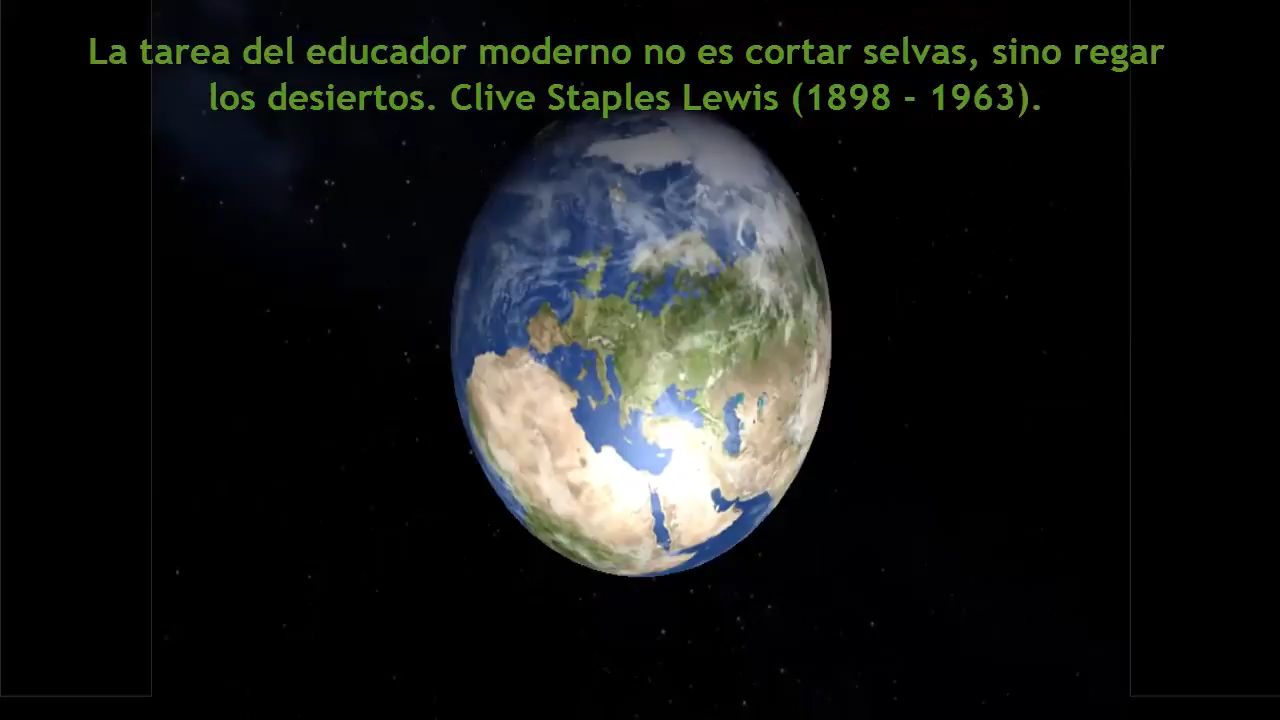 La tarea del educador moderno no es cortar selvas, sino regar
los desiertos. Clive Staples Lewis (1898 - 1963).